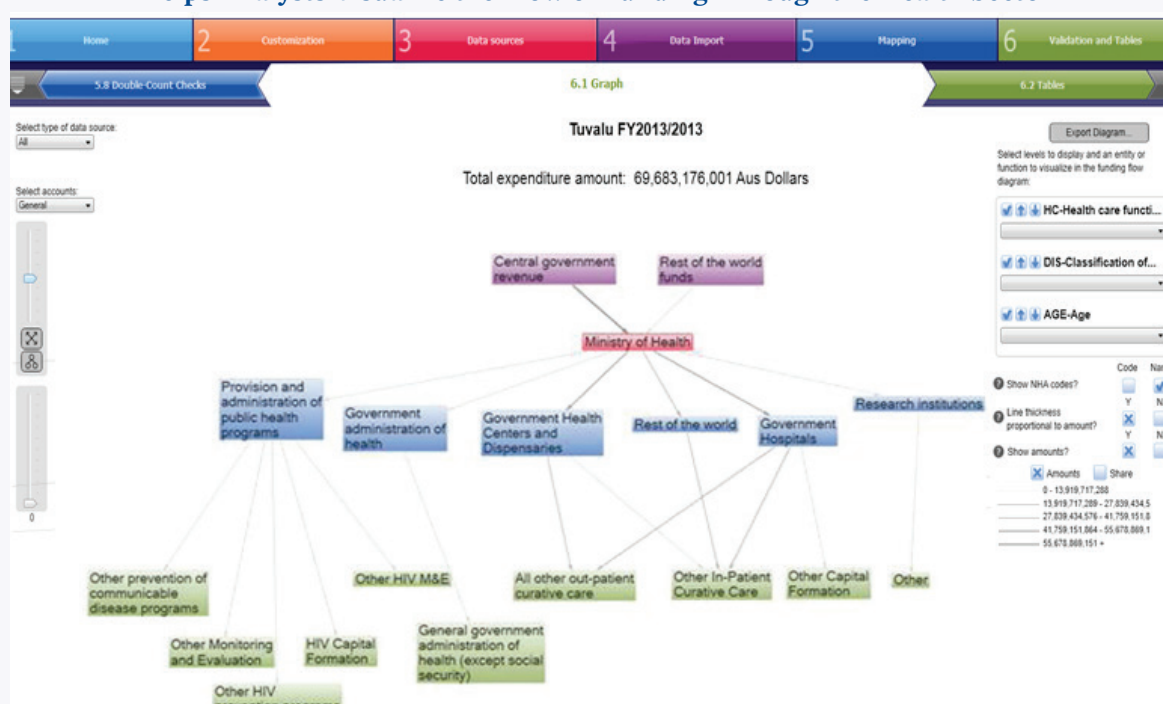 1 Home 2 Customization 3 Data sources 4 Data Import 5 Mapping 6 Validation and Tables
5.8 Double-Count Checks 6.1 Graph 6.2 Tables
Select type of data source:
All
Select accounts:
General
0
Tuvalu FY2013/2013
Total expenditure amount: 69,683,176,001 Aus Dollars
Central government
revenue
Rest of the world
funds
Ministry of Health
Provision and
administration of
public health
programs
Government
administration of
health
Government Health
Centers and
Dispensaries
Rest of the world
Government
Hospitals
Research institutions
Other prevention of
communicable
disease programs
Other HIV M&E
All other out-patient
curative care
Other In-Patient
Curative Care
Other Capital
Formation
Other
Other Monitoring
and Evaluation
HIV Capital
Formation
General government
administration of
health (except social
security)
Other HIV
Export Diagram...
Select levels to display and an entity or
function to visualize in the funding flow
diagram:
HC-Health care functi...
DIS-Classification of...
AGE-Age
Code
Show NHA codes?
Y N
Line thickness
proportional to amount?
Y N
Show amounts?
Amounts Share
0 - 13,919,717,288
13,919,717,289 - 27,839,434,5
27,839,434,576 - 41,759,151,8
41,759,151,864 - 55,678,869,1
55,678,869,151 +